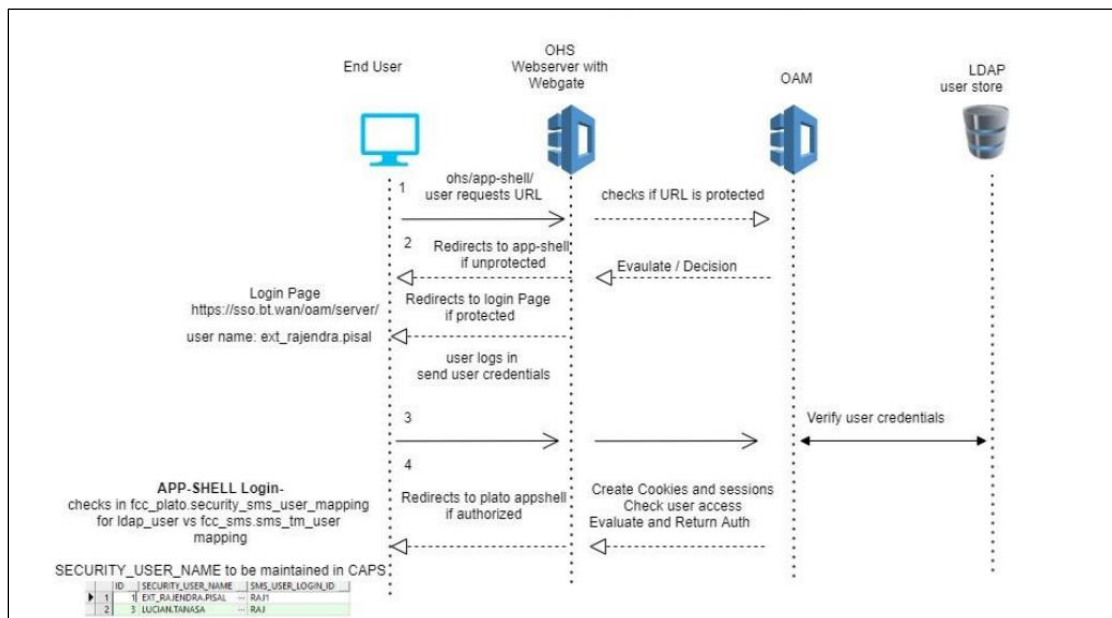 End User
OHS
Webserver with
Webgate
OAM
LDAP
user store
1
ohs/app-shell/
user requests URL
checks if URL is protected
2
Redirects to app-shell
if unprotected
Evaulate / Decision
Login Page
https://sso.bt.wan/oam/server/
user name: ext_rajendra.pisal
Redirects to login Page
if protected
user logs in
send user credentials
3
Verify user credentials
4
APP-SHELL Login-
checks in fcc_plato.security_sms_user_mapping
for ldap_user vs fcc_sms.sms_tm_user
mapping
Redirects to plato appshell
if authorized
Create Cookies and sessions
Check user access
Evaluate and Return Auth
SECURITY_USER_NAME to be maintained in CAPS
ID SECURITY_USER_NAME SMS_USER_LOGIN_ID
1 1 EXT_RAJENDRA.PISAL ... RAJ1
2 3 LUCIAN.TANASA ... RAJ